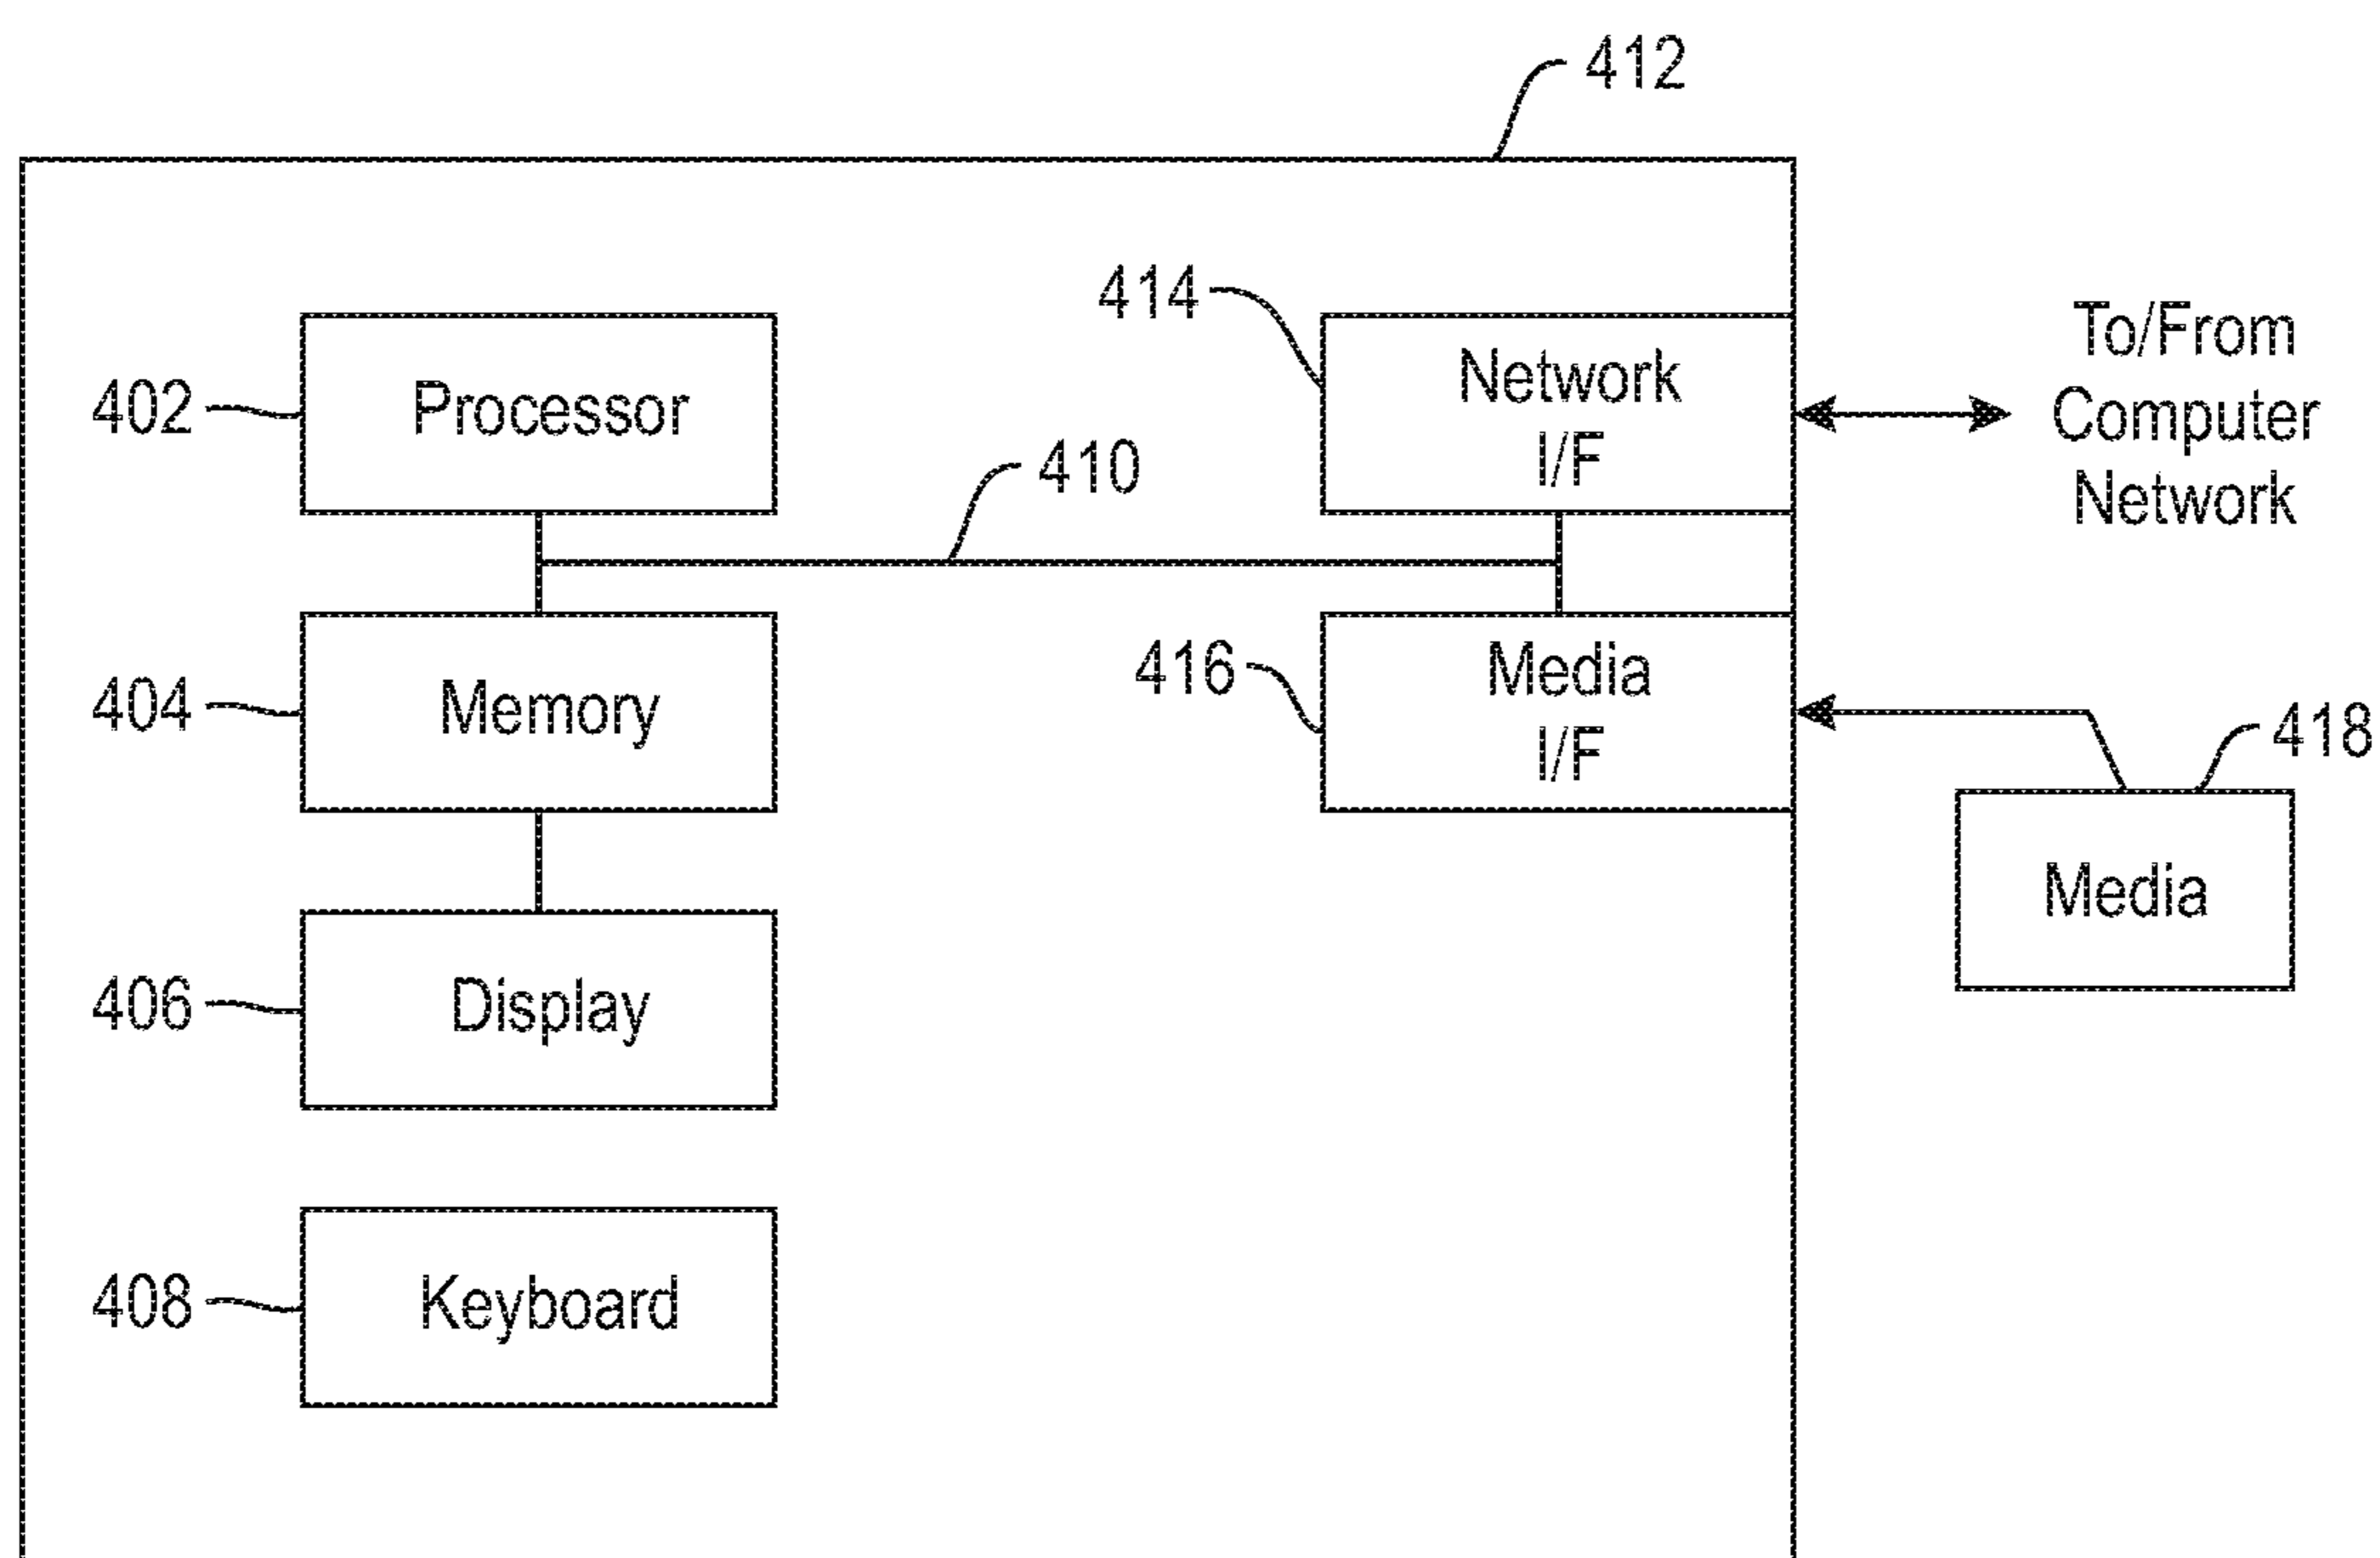 412
414
Network
I/F
To/From
Computer
Network
402
Processor
410
404
Memory
416
Media
I/F
418
Media
406
Display
408
Keyboard